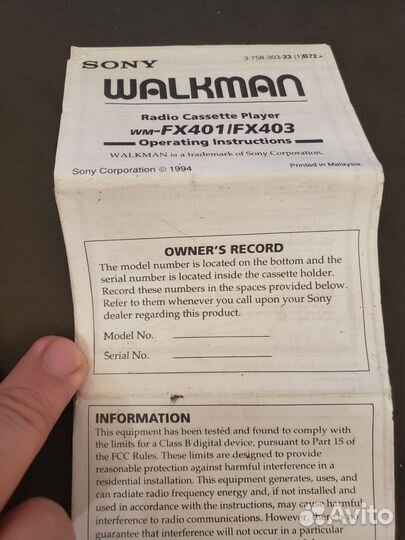 SONY
3-758-303-23 (1)B72 A
WALKMAN
Radio Cassette Player
WM-FX401/FX403
Operating Instructions
WALKMAN is a trademark of Sony Corporation.
Sony Corporation © 1994
Printed in Malaysia
OWNER'S RECORD
The model number is located on the bottom and the
serial number is located inside the cassette holder.
Record these numbers in the spaces provided below.
Refer to them whenever you call upon your Sony
dealer regarding this product.
Model No.
Serial No.
INFORMATION
This equipment has been tested and found to comply with
the limits for a Class B digital device, pursuant to Part 15 of
the FCC Rules. These limits are designed to provide
reasonable protection against harmful interference in a
residential installation. This equipment generates, uses, and
can radiate radio frequency energy and, if not installed and
used in accordance with the instructions, may cause harmful
interference to radio communications. However, there is no
guarantee that interference will not occur in a particular
Avito